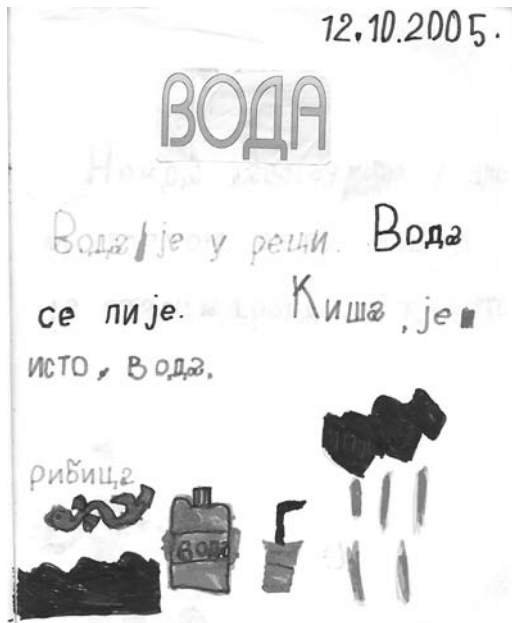 12.10.2005.
ВОДА
Вода је у реци. Вода
се пије. Киша, је
исто, вода.
рибица
вода